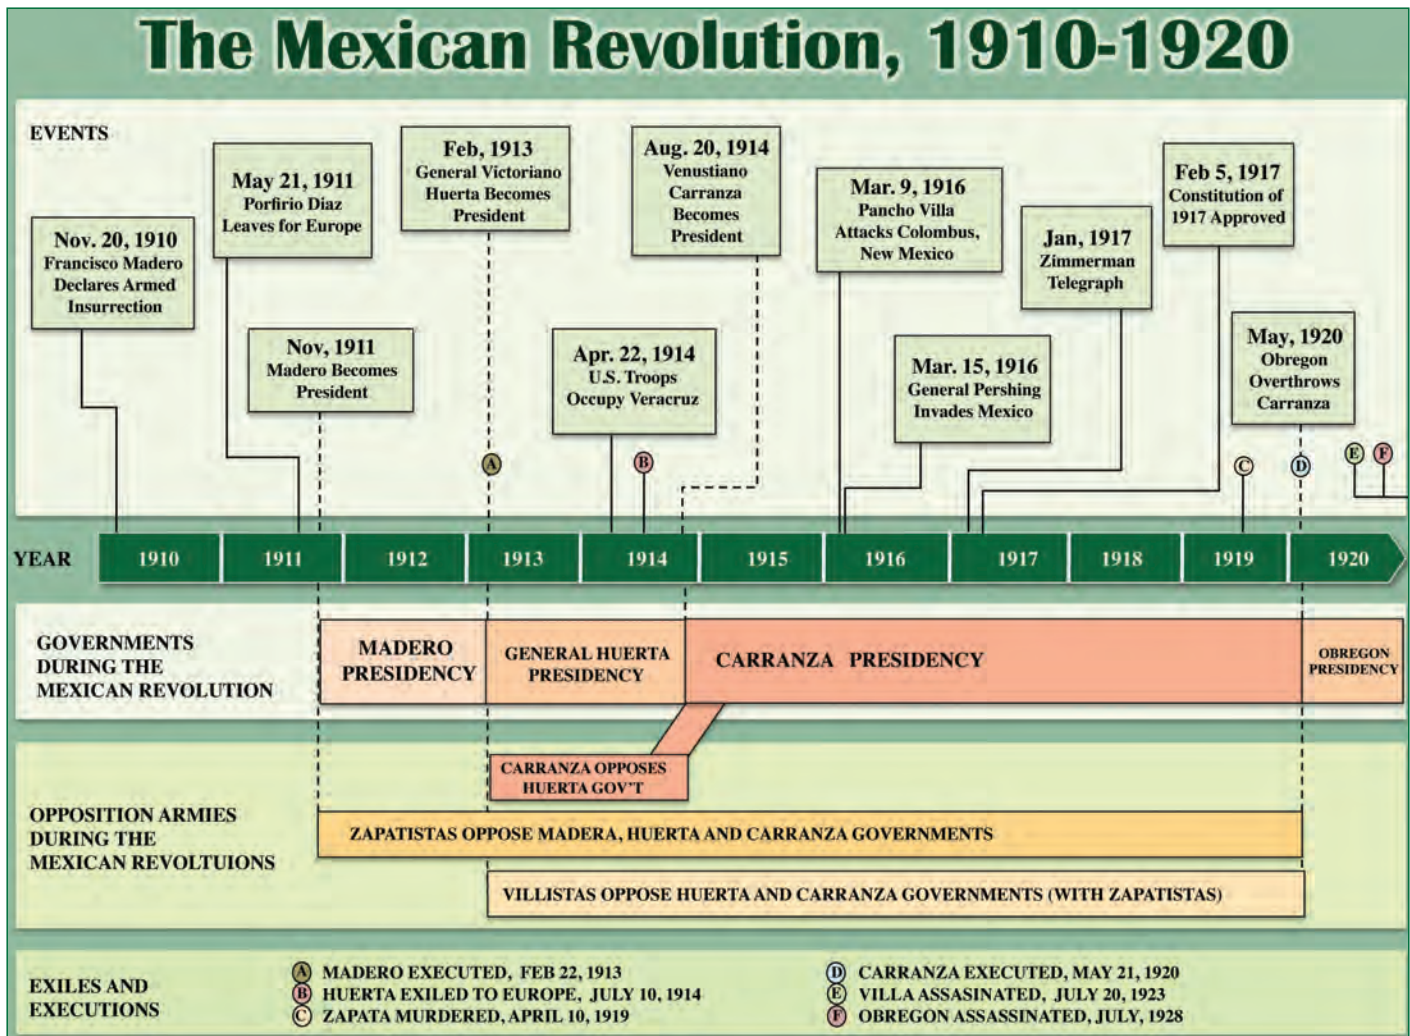 The Mexican Revolution, 1910-1920
EVENTS
Nov. 20, 1910
Francisco Madero
Declares Armed
Insurrection
May 21, 1911
Porfirio Diaz
Leaves for Europe
Nov, 1911
Madero Becomes
President
Feb, 1913
General Victoriano
Huerta Becomes
President
Apr. 22, 1914
U.S. Troops
Occupy Veracruz
Aug. 20, 1914
Venustiano
Carranza
Becomes
President
Mar. 9, 1916
Pancho Villa
Attacks Colombus,
New Mexico
Mar. 15, 1916
General Pershing
Invades Mexico
Jan, 1917
Zimmerman
Telegraph
Feb 5, 1917
Constitution of
1917 Approved
May, 1920
Obregon
Overthrows
Carranza
A
B
C
D
E
F
YEAR
1910
1911
1912
1913
1914
1915
1916
1917
1918
1919
1920
GOVERNMENTS
DURING THE
MEXICAN REVOLUTION
MADERO
PRESIDENCY
GENERAL HUERTA
PRESIDENCY
CARRANZA PRESIDENCY
OBREGON
PRESIDENCY
OPPOSITION ARMIES
DURING THE
MEXICAN REVOLTUIONS
CARRANZA OPPOSES
HUERTA GOV'T
ZAPATISTAS OPPOSE MADERA, HUERTA AND CARRANZA GOVERNMENTS
VILLISTAS OPPOSE HUERTA AND CARRANZA GOVERNMENTS (WITH ZAPATISTAS)
EXILES AND
EXECUTIONS
A MADERO EXECUTED, FEB 22, 1913
B HUERTA EXILED TO EUROPE, JULY 10, 1914
C ZAPATA MURDERED, APRIL 10, 1919
D CARRANZA EXECUTED, MAY 21, 1920
E VILLA ASSASINATED, JULY 20, 1923
F OBREGON ASSASSINATED, JULY, 1928